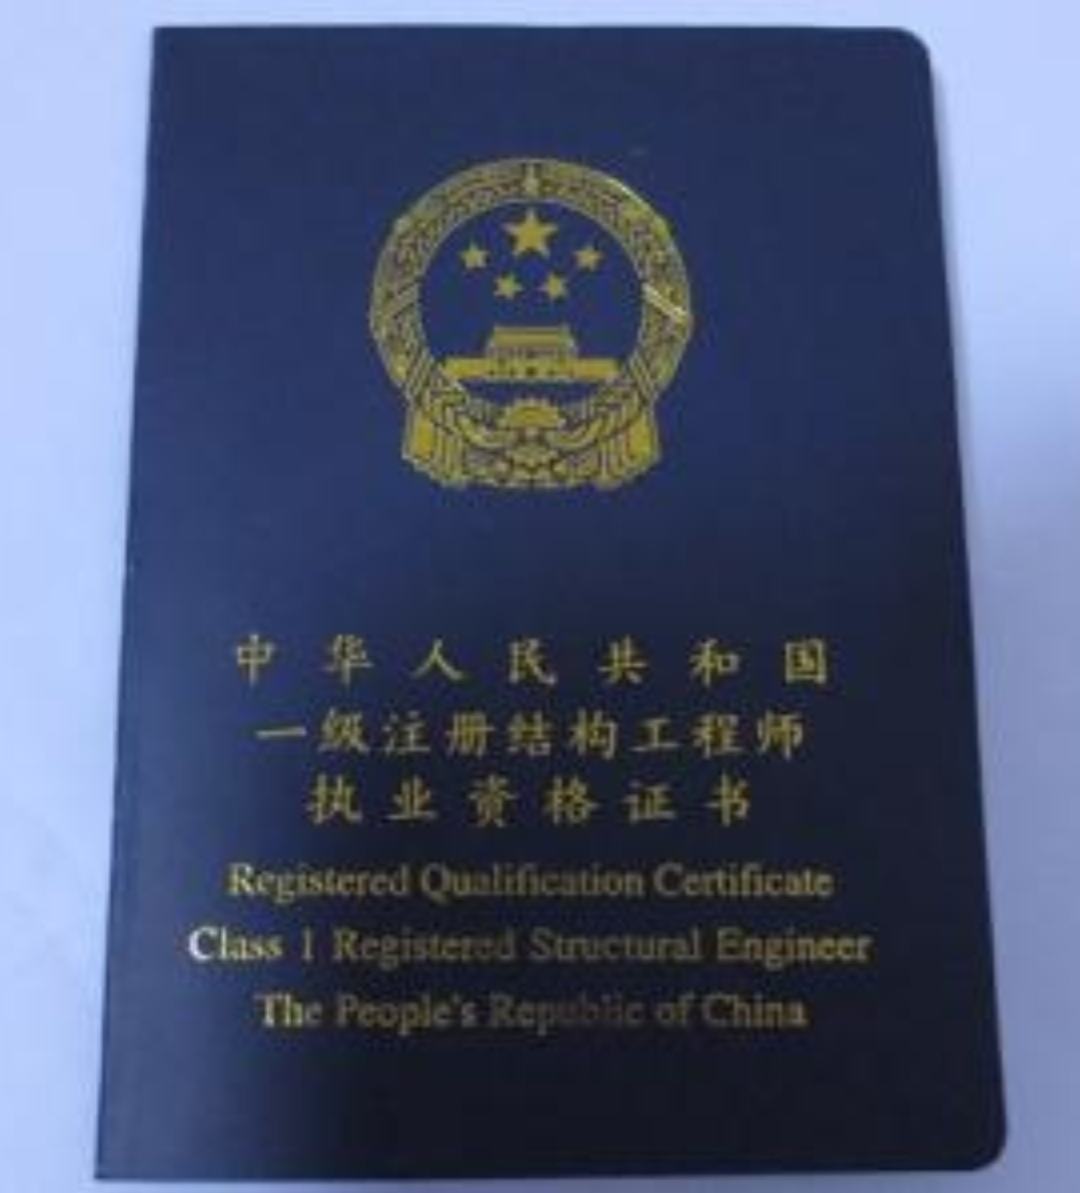 中华人民共和国
一级注册结构工程师
执业资格证书
Registered Qualification Certificate
Class 1 Registered Structural Engineer
The People's Republic of China